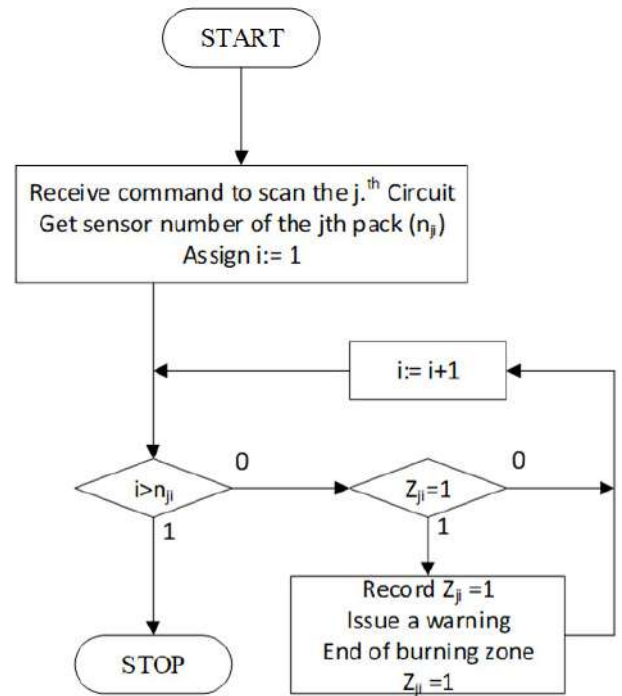 START
Receive command to scan the j.ᵗʰ Circuit
Get sensor number of the jth pack (nⱼᵢ)
Assign i:= 1
i:= i+1
i>nⱼᵢ
0
Zⱼᵢ=1
0
1
1
Record Zⱼᵢ =1
Issue a warning
End of burning zone
Zⱼᵢ =1
STOP